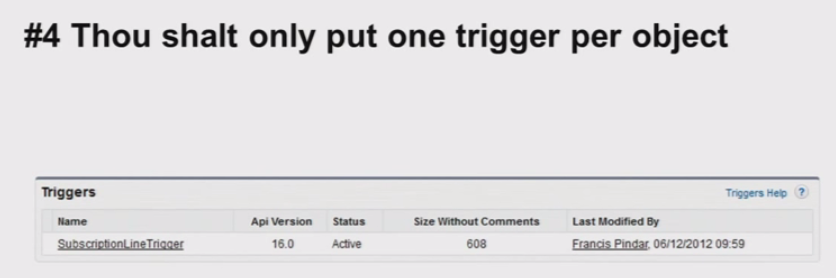 #4 Thou shalt only put one trigger per object
Triggers
Triggers Help ?
Name Api Version Status Size Without Comments Last Modified By
SubscriptionLineTrigger 16.0 Active 608 Francis Pindar, 06/12/2012 09:59